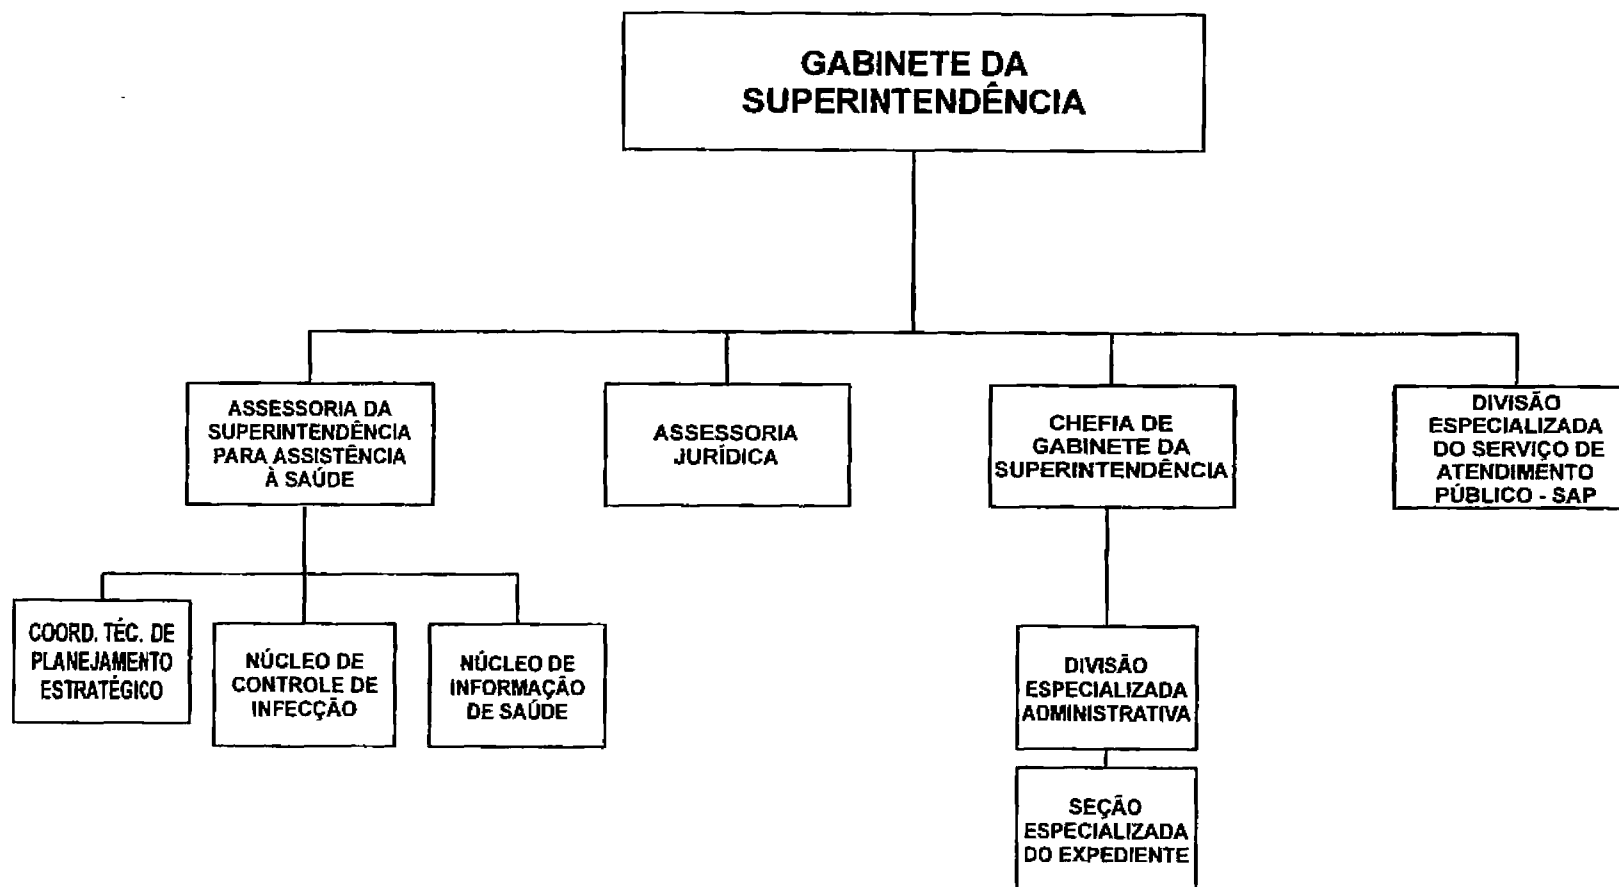 GABINETE DA
SUPERINTENDÊNCIA
ASSESSORIA DA
SUPERINTENDÊNCIA
PARA ASSISTÊNCIA
À SAÚDE
ASSESSORIA
JURÍDICA
CHEFIA DE
GABINETE DA
SUPERINTENDÊNCIA
DIVISÃO
ESPECIALIZADA
DO SERVIÇO DE
ATENDIMENTO
PÚBLICO - SAP
COORD. TÉC. DE
PLANEJAMENTO
ESTRATÉGICO
NÚCLEO DE
CONTROLE DE
INFECÇÃO
NÚCLEO DE
INFORMAÇÃO
DE SAÚDE
DIVISÃO
ESPECIALIZADA
ADMINISTRATIVA
SEÇÃO
ESPECIALIZADA
DO EXPEDIENTE